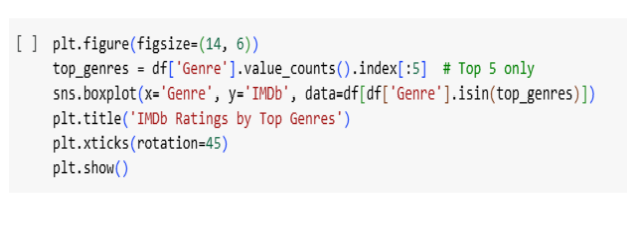 [ ] plt.figure(figsize=(14, 6))
top_genres = df['Genre'].value_counts().index[:5]  # Top 5 only
sns.boxplot(x='Genre', y='IMDb', data=df[df['Genre'].isin(top_genres)])
plt.title('IMDb Ratings by Top Genres')
plt.xticks(rotation=45)
plt.show()